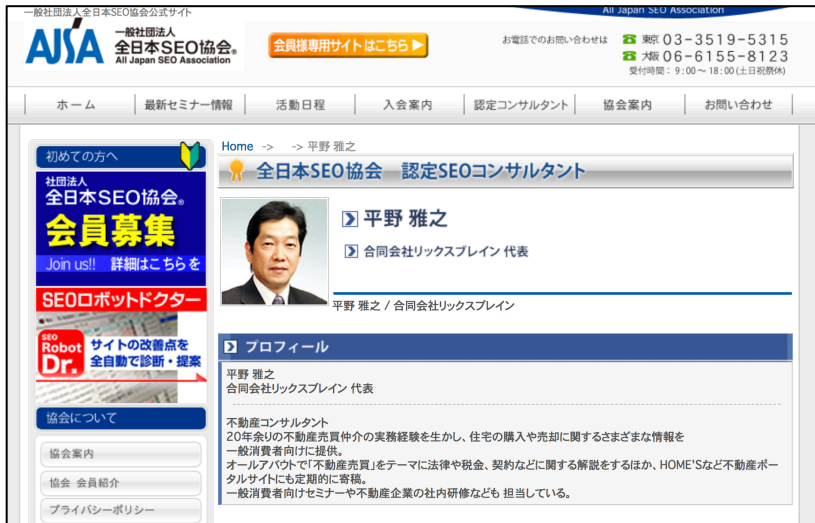 一般社団法人全日本SEO協会公式サイト
All Japan SEO Association
AJSA
一般社団法人
全日本SEO協会®
All Japan SEO Association
会員様専用サイトはこちら
お電話でのお問い合わせは 東京 03-3519-5315
大阪 06-6155-8123
受付時間：9:00～18:00(土日祝祭休)
ホーム
最新セミナー情報
活動日程
入会案内
認定コンサルタント
協会案内
お問い合わせ
初めての方へ
社団法人
全日本SEO協会®
会員募集
Join us!! 詳細はこちらを
SEOロボットドクター
SEO
Robot
Dr.
サイトの改善点を
全自動で診断・提案
協会について
協会案内
協会 会員紹介
プライバシーポリシー
Home -> -> 平野 雅之
全日本SEO協会 認定SEOコンサルタント
平野 雅之
合同会社リックスブレイン 代表
平野 雅之 / 合同会社リックスブレイン
プロフィール
平野 雅之
合同会社リックスブレイン 代表
不動産コンサルタント
20年余りの不動産売買仲介の実務経験を生かし、住宅の購入や売却に関するさまざまな情報を
一般消費者向けに提供。
オールアバウトで「不動産売買」をテーマに法律や税金、契約などに関する解説をするほか、HOME'Sなど不動産ポー
タルサイトにも定期的に寄稿。
一般消費者向けセミナーや不動産企業の社内研修なども 担当している。